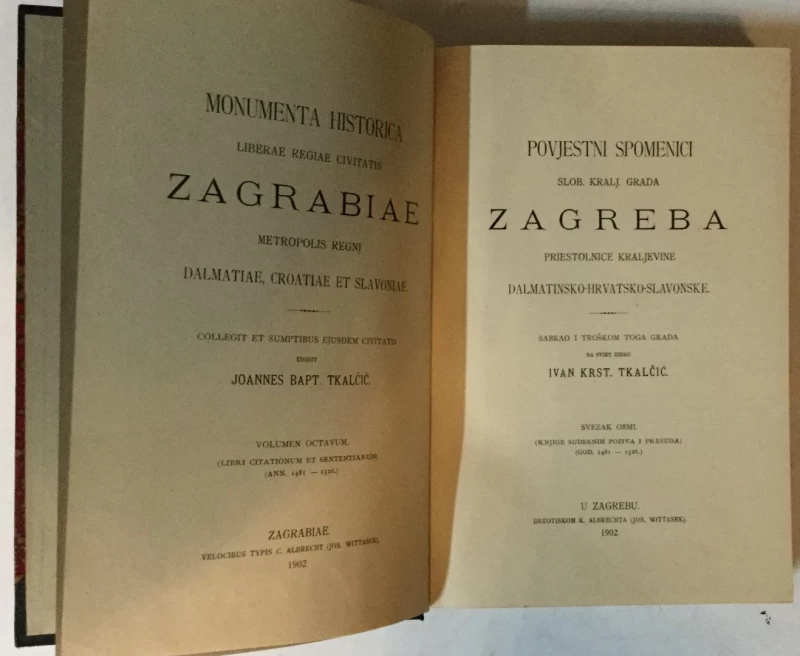 MONUMENTA HISTORICA
LIBERAE REGIAE CIVITATIS
ZAGRABIAE
METROPOLIS REGNI
DALMATIAE, CROATIAE ET SLAVONIAE.
COLLEGIT ET SUMPTIBUS EJUSDEM CIVITATIS
EDIDIT
JOANNES BAPT. TKALČIĆ.
VOLUMEN OCTAVUM.
(LIBRI CITATIONUM ET SENTENTIARUM)
(ANN. 1481 — 1526.)
ZAGRABIAE.
VELOCIBUS TYPIS C. ALBRECHT (JOS. WITTASEK).
1902.
POVJESTNI SPOMENICI
SLOB. KRALJ. GRADA
ZAGREBA
PRIESTOLNICE KRALJEVINE
DALMATINSKO-HRVATSKO-SLAVONSKE.
SABRAO I TROŠKOM TOGA GRADA
NA SVIET IZDAO
IVAN KRST. TKALČIĆ.
SVEZAK OSMI.
(KNJIGE SUDBENIH POZIVA I PRESUDA)
(GOD. 1481 — 1526.)
U ZAGREBU.
BRZOTISKOM K. ALBRECHTA (JOS. WITTASEK)
1902.